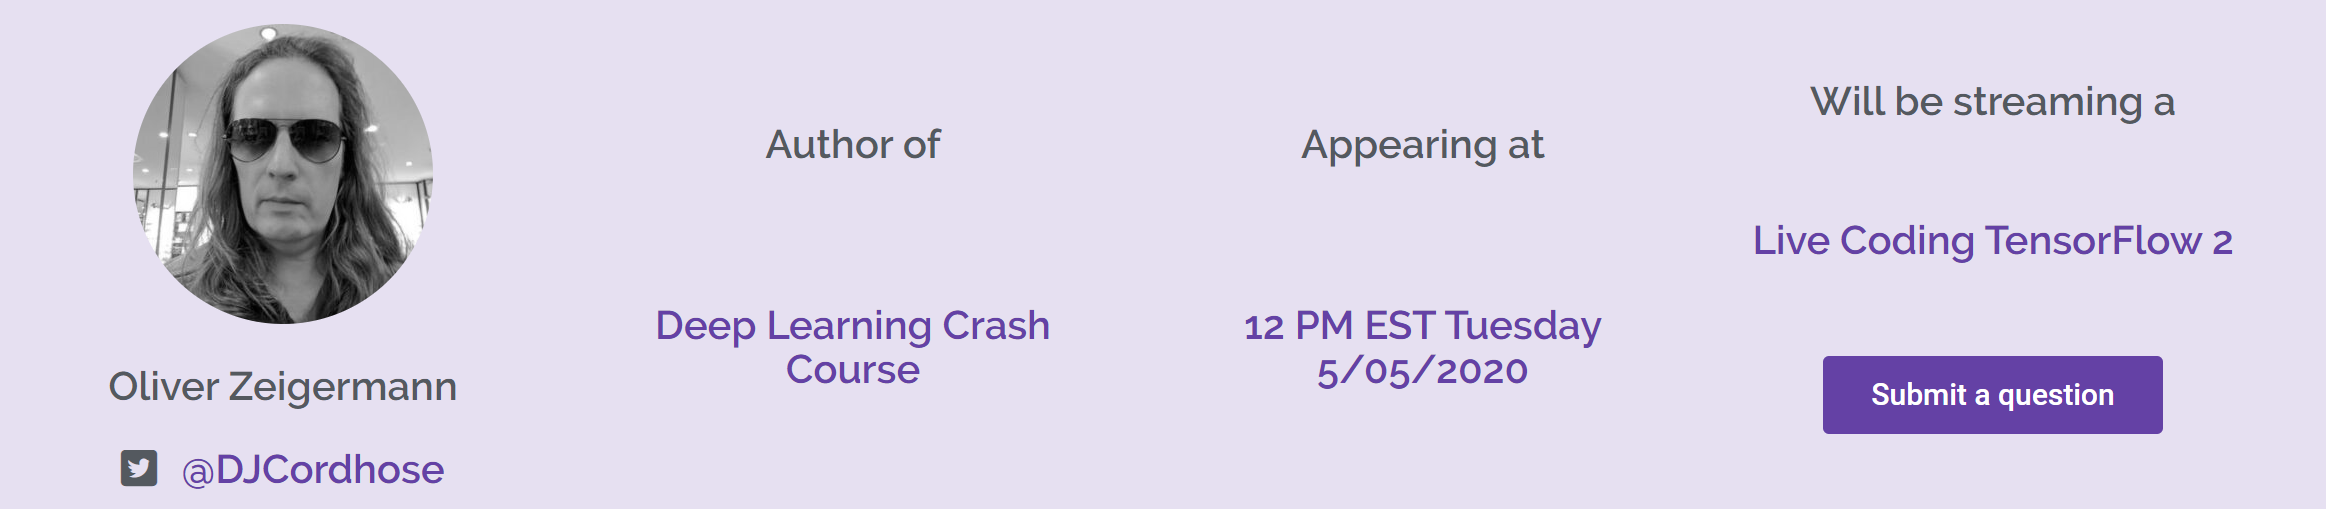 Oliver Zeigermann
@DJCordhose
Author of
Deep Learning Crash
Course
Appearing at
12 PM EST Tuesday
5/05/2020
Will be streaming a
Live Coding TensorFlow 2
Submit a question